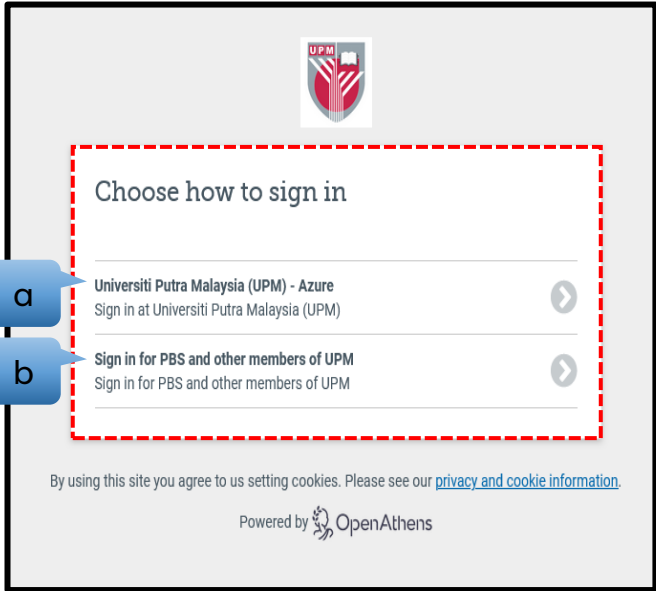 UPM
Choose how to sign in
a
Universiti Putra Malaysia (UPM) - Azure
Sign in at Universiti Putra Malaysia (UPM)
b
Sign in for PBS and other members of UPM
Sign in for PBS and other members of UPM
By using this site you agree to us setting cookies. Please see our privacy and cookie information.
Powered by OpenAthens